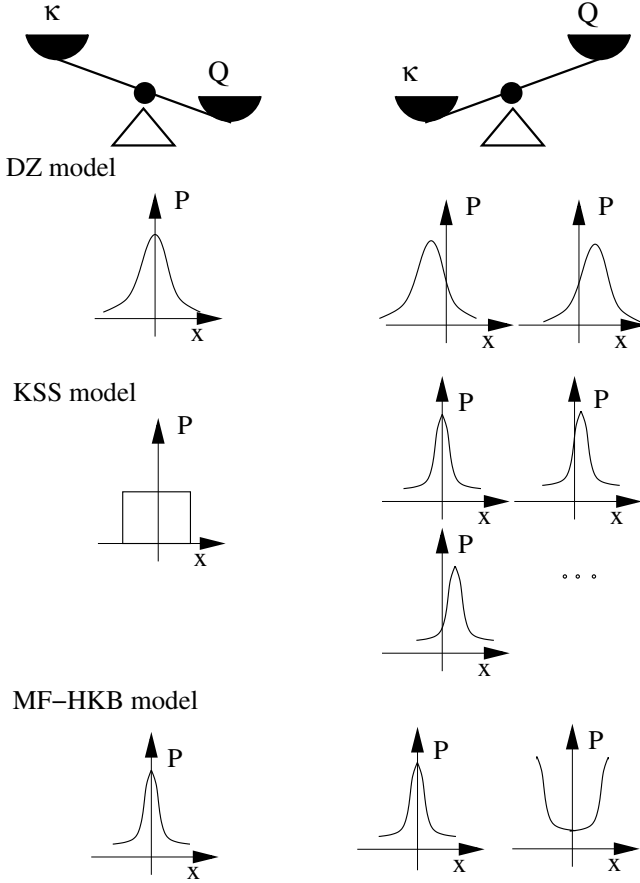 κ Q κ Q
DZ model
P P P
x x x
KSS model
P P P
x x x
P
x
MF−HKB model
P P P
x x x